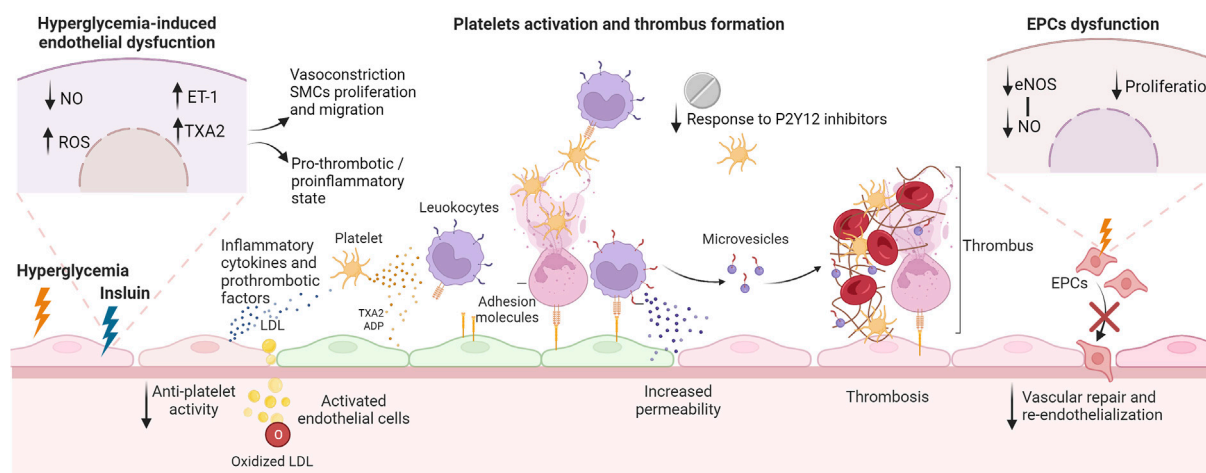 Hyperglycemia-induced
endothelial dysfucntion
NO
ROS
ET-1
TXA2
Vasoconstriction
SMCs proliferation
and migration
Pro-thrombotic /
proinflammatory
state
Platelets activation and thrombus formation
Response to P2Y12 inhibitors
EPCs dysfunction
eNOS
NO
Proliferatio
Hyperglycemia
Insluin
Inflammatory
cytokines and
prothrombotic
factors
LDL
Platelet
TXA2
ADP
Leuokocytes
Adhesion
molecules
Microvesicles
Thrombus
EPCs
Anti-platelet
activity
O
Oxidized LDL
Activated
endothelial cells
Increased
permeability
Thrombosis
Vascular repair and
re-endothelialization